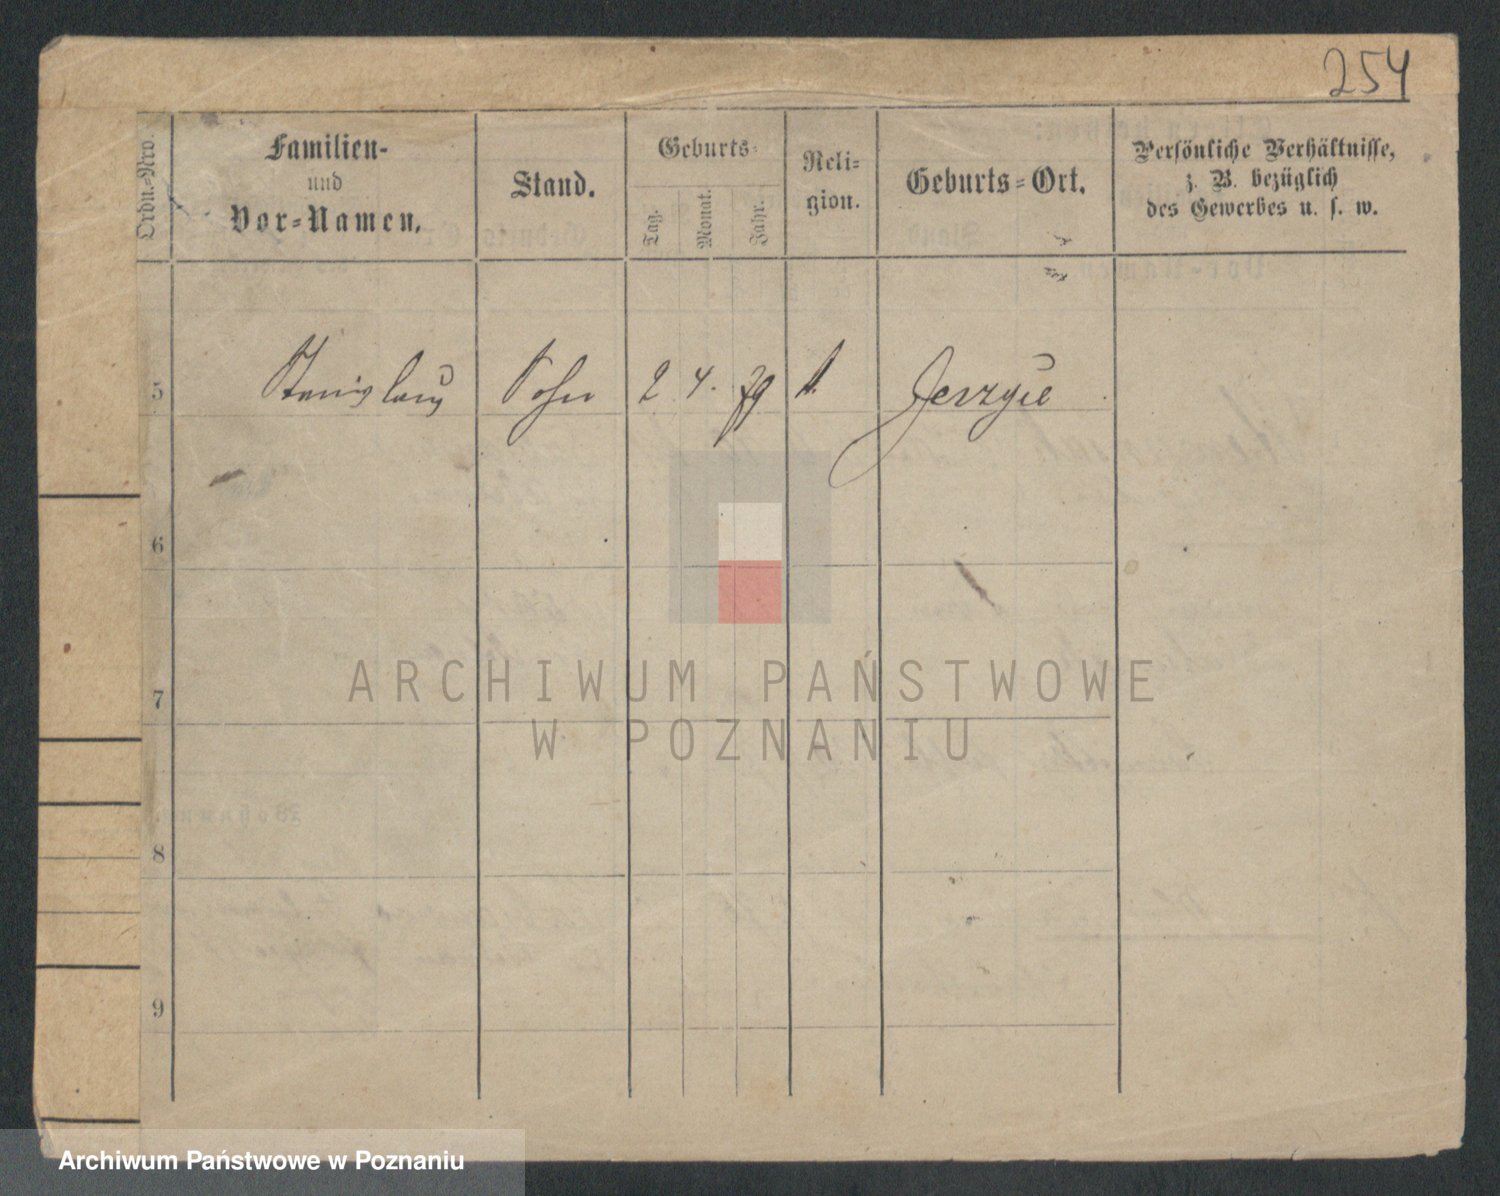 254
Ordn.-Nro.
Familien-
und
Vor-Namen.
Stand.
Geburts-
Tag.
Monat.
Jahr.
Reli-
gion.
Geburts-Ort.
Persönliche Verhältnisse,
z. B. bezüglich
des Gewerbes u. s. w.
5 Stanislaus Sohn 2 4. 79 k. Jerzyce
6
7
8
9
ARCHIWUM PAŃSTWOWE
W POZNANIU
Archiwum Państwowe w Poznaniu